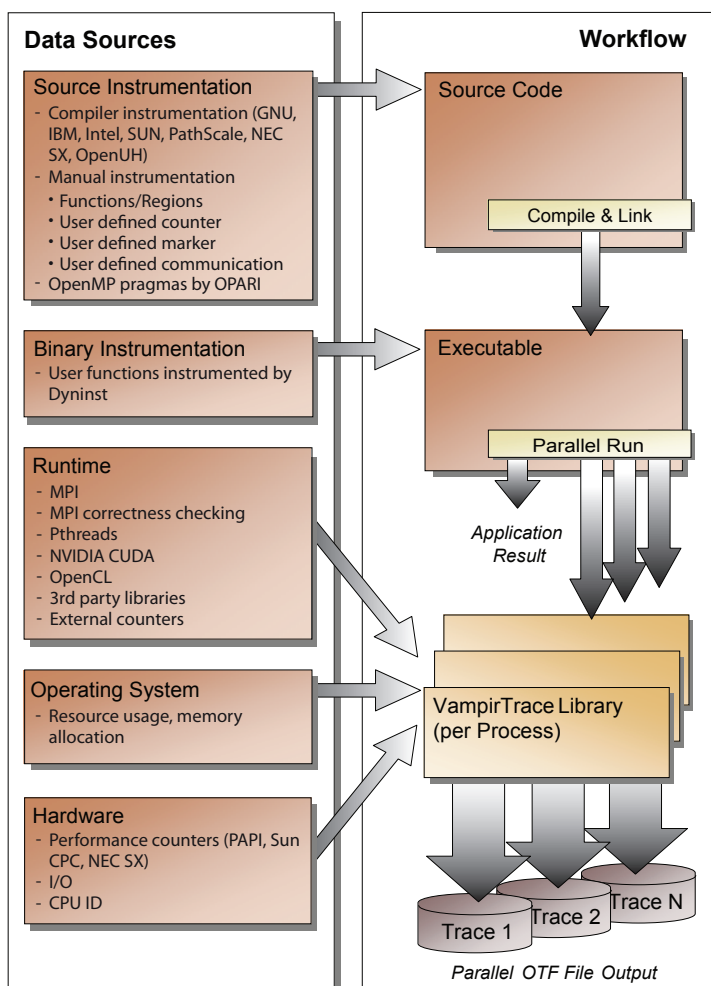 Data Sources
Source Instrumentation
- Compiler instrumentation (GNU,
IBM, Intel, SUN, PathScale, NEC
SX, OpenUH)
- Manual instrumentation
• Functions/Regions
• User defined counter
• User defined marker
• User defined communication
- OpenMP pragmas by OPARI
Binary Instrumentation
- User functions instrumented by
Dyninst
Runtime
- MPI
- MPI correctness checking
- Pthreads
- NVIDIA CUDA
- OpenCL
- 3rd party libraries
- External counters
Operating System
- Resource usage, memory
allocation
Hardware
- Performance counters (PAPI, Sun
CPC, NEC SX)
- I/O
- CPU ID
Workflow
Source Code
Compile & Link
Executable
Parallel Run
Application
Result
VampirTrace Library
(per Process)
Trace 1
Trace 2
Trace N
Parallel OTF File Output